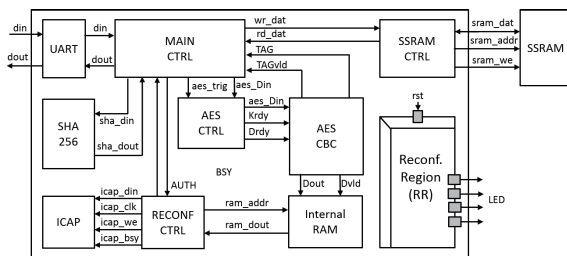 din
dout
UART
din
dout
MAIN
CTRL
wr_dat
rd_dat
TAG
TAGvld
SSRAM
CTRL
sram_dat
sram_addr
sram_we
SSRAM
aes_trig
aes_Din
SHA
256
sha_din
sha_dout
AES
CTRL
aes_Din
Krdy
Drdy
AES
CBC
rst
Reconf.
Region
(RR)
LED
BSY
AUTH
Dout
Dvld
ICAP
icap_din
icap_clk
icap_we
icap_bsy
RECONF
CTRL
ram_addr
ram_dout
Internal
RAM